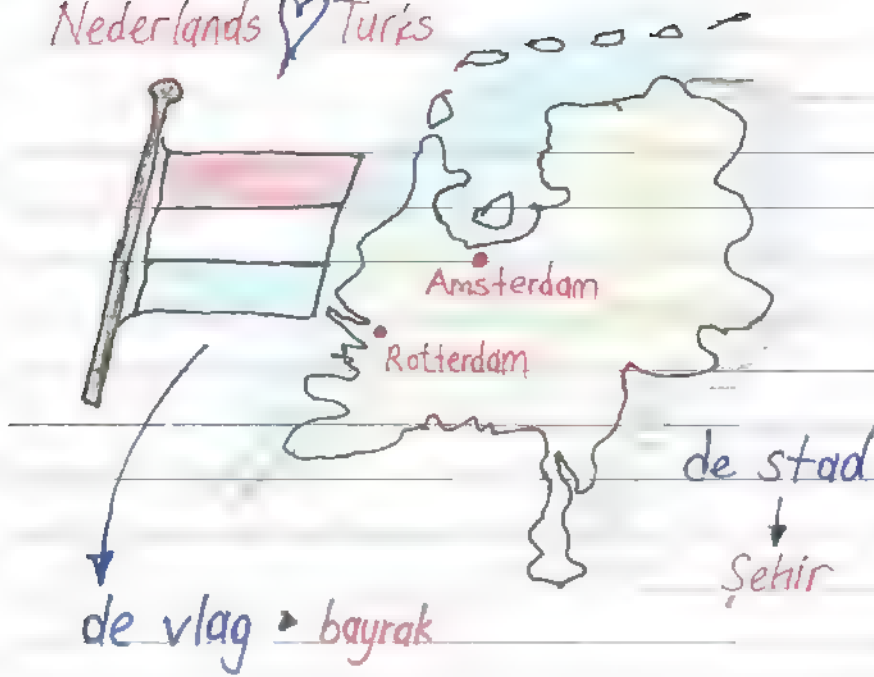 Nederlands Turks
Amsterdam
Rotterdam
de stad
Şehir
de vlag bayrak